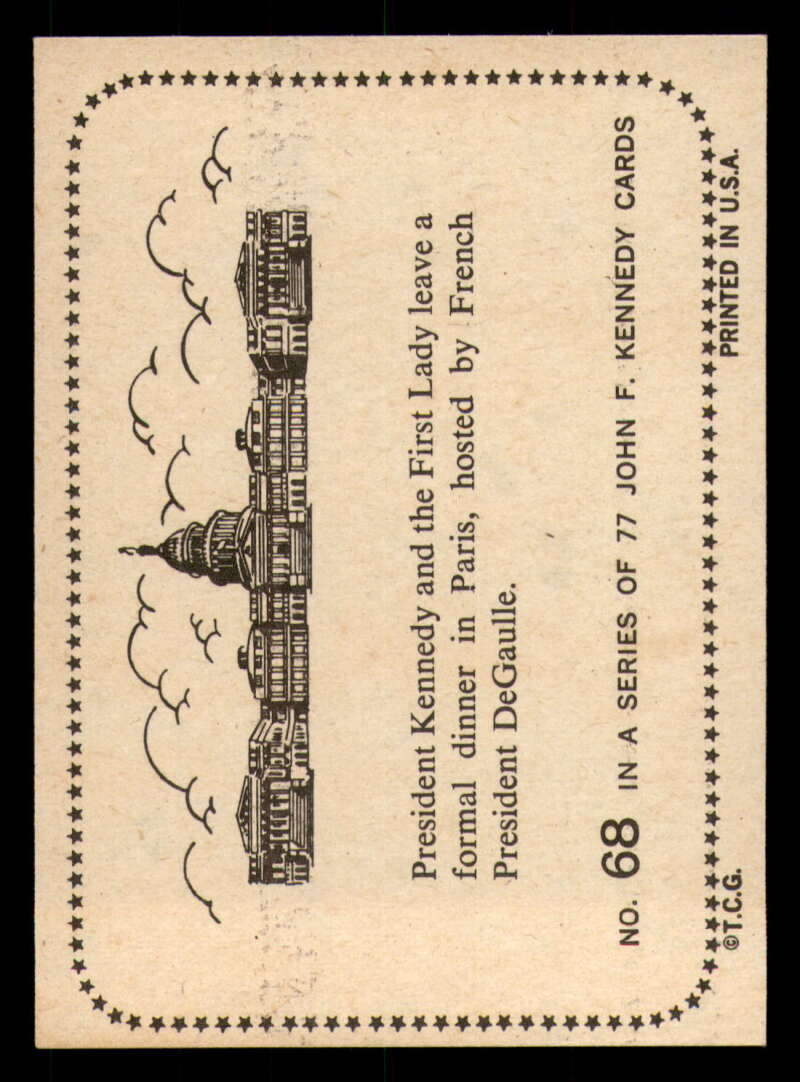 President Kennedy and the First Lady leave a
formal dinner in Paris, hosted by French
President DeGaulle.
NO. 68 IN A SERIES OF 77 JOHN F. KENNEDY CARDS
©T.C.G.
PRINTED IN U.S.A.